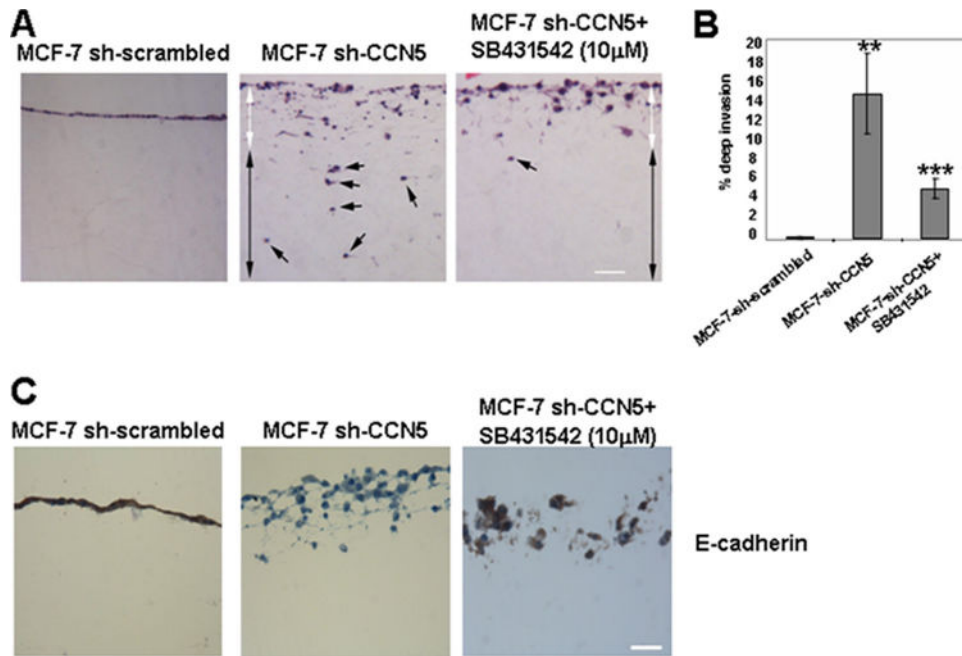 A
MCF-7 sh-scrambled
MCF-7 sh-CCN5
MCF-7 sh-CCN5+
SB431542 (10μM)
B
% deep invasion
20
18
16
14
12
10
8
6
4
2
0
**
***
MCF-7-sh-scrambled
MCF-7-sh-CCN5
MCF-7-sh-CCN5+
SB431542
C
MCF-7 sh-scrambled
MCF-7 sh-CCN5
MCF-7 sh-CCN5+
SB431542 (10μM)
E-cadherin